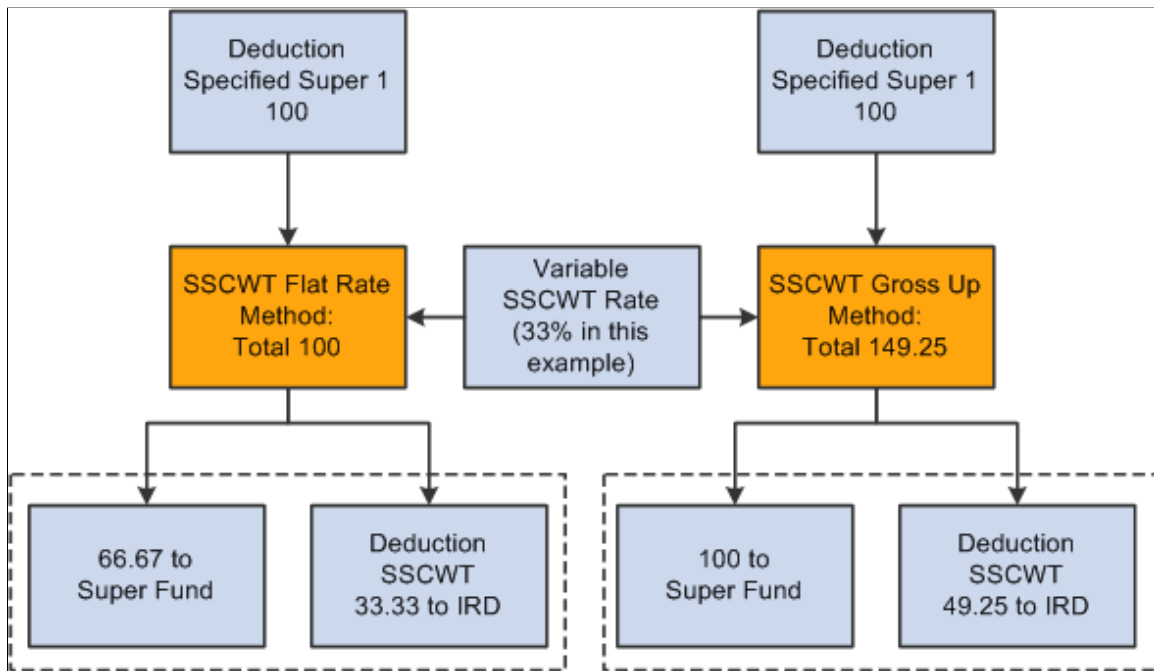 Deduction
Specified Super 1
100
Deduction
Specified Super 1
100
SSCWT Flat Rate
Method:
Total 100
Variable
SSCWT Rate
(33% in this
example)
SSCWT Gross Up
Method:
Total 149.25
66.67 to
Super Fund
Deduction
SSCWT
33.33 to IRD
100 to
Super Fund
Deduction
SSCWT
49.25 to IRD